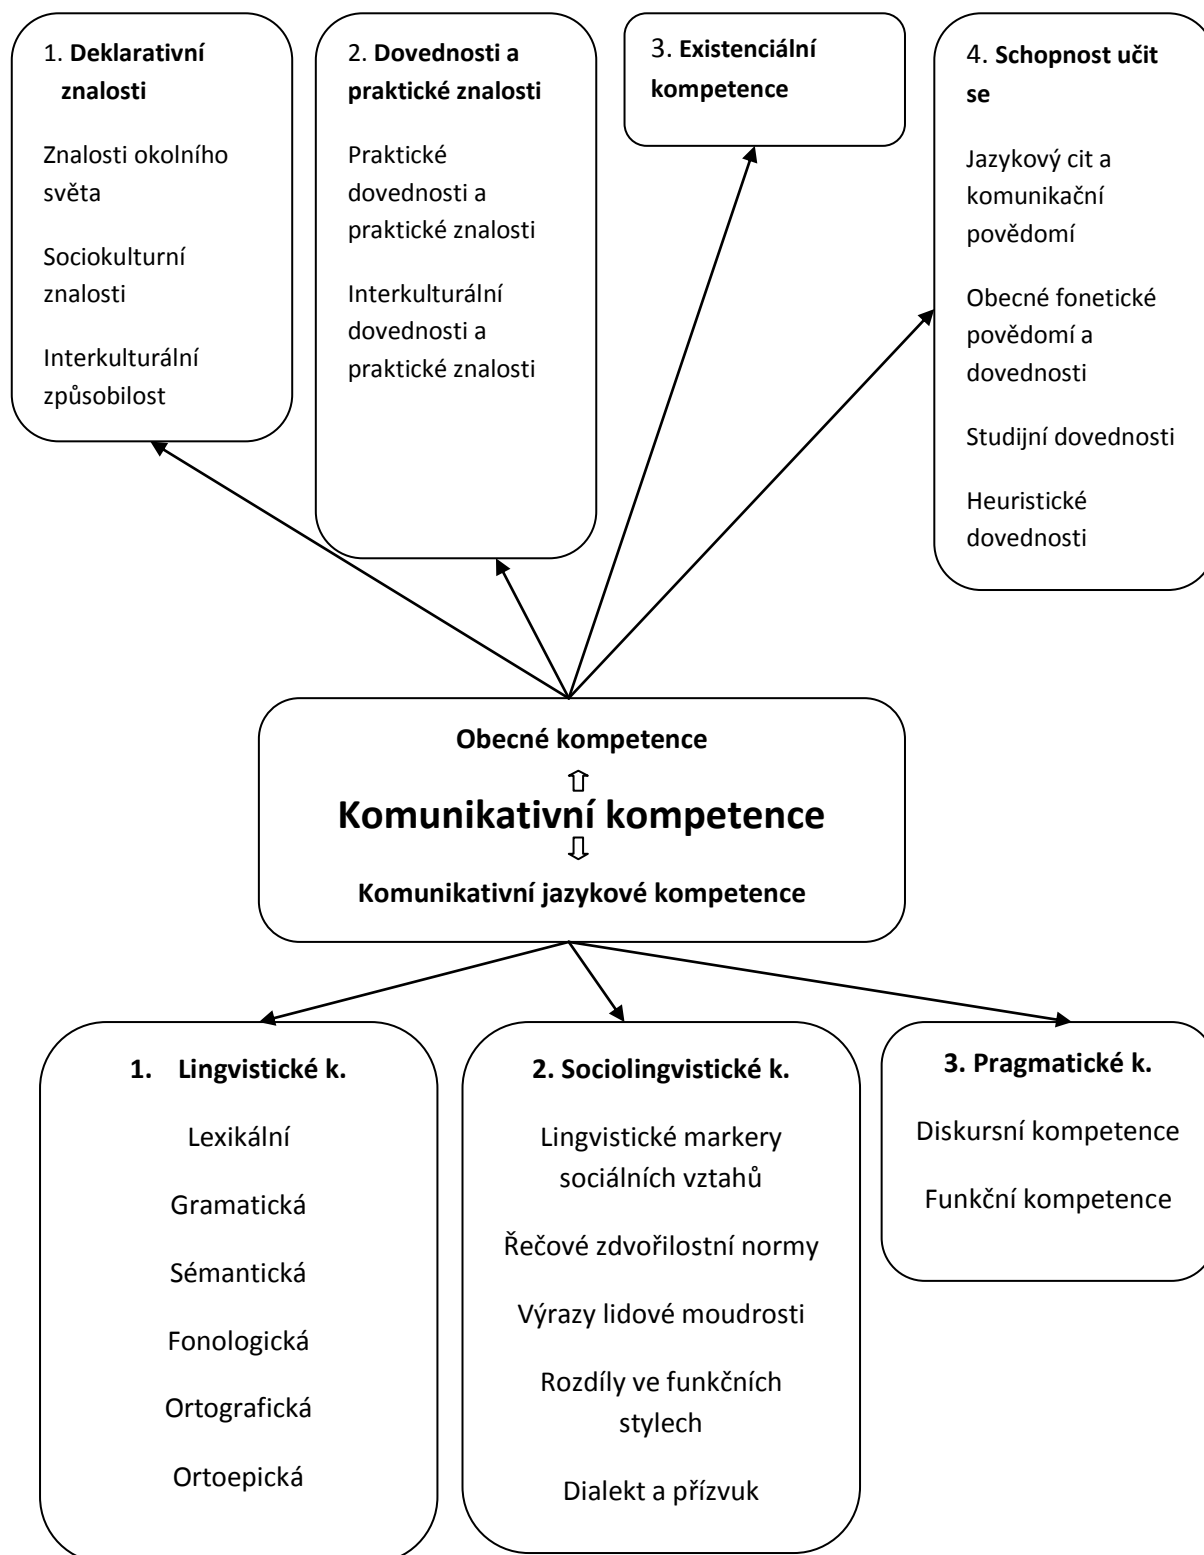 1. Deklarativní
znalosti
Znalosti okolního
světa
Sociokulturní
znalosti
Interkulturální
způsobilost
2. Dovednosti a
praktické znalosti
Praktické
dovednosti a
praktické znalosti
Interkulturální
dovednosti a
praktické znalosti
3. Existenciální
kompetence
4. Schopnost učit
se
Jazykový cit a
komunikační
povědomí
Obecné fonetické
povědomí a
dovednosti
Studijní dovednosti
Heuristické
dovednosti
Obecné kompetence
Komunikativní kompetence
Komunikativní jazykové kompetence
1. Lingvistické k.
Lexikální
Gramatická
Sémantická
Fonologická
Ortografická
Ortoepická
2. Sociolingvistické k.
Lingvistické markery
sociálních vztahů
Řečové zdvořilostní normy
Výrazy lidové moudrosti
Rozdíly ve funkčních
stylech
Dialekt a přízvuk
3. Pragmatické k.
Diskursní kompetence
Funkční kompetence